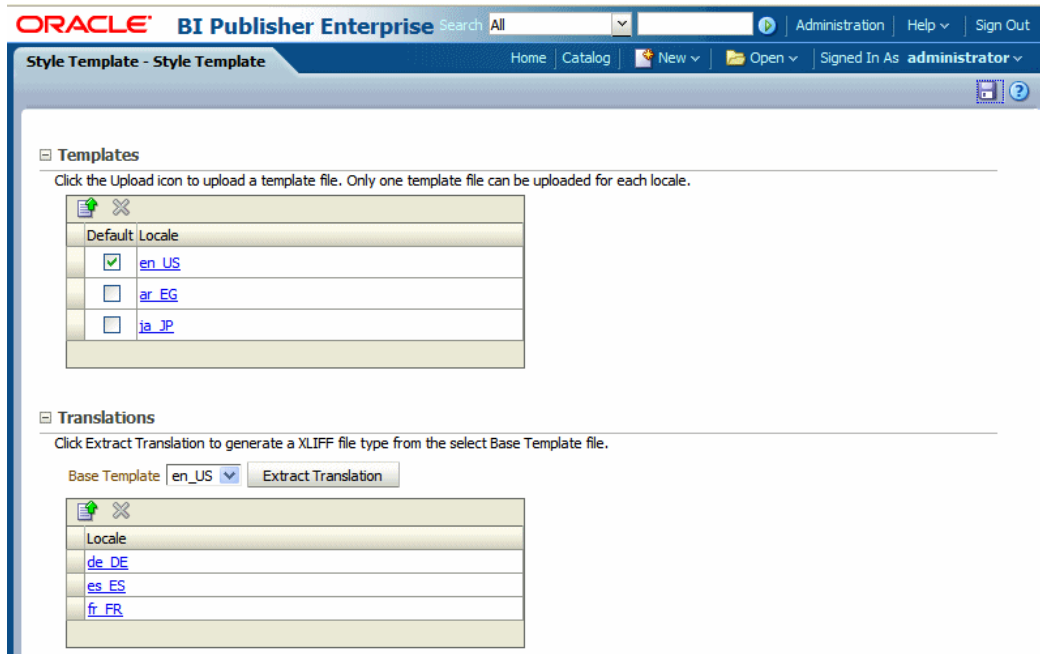 ORACLE BI Publisher Enterprise Search All Administration Help Sign Out
Style Template - Style Template Home Catalog New Open Signed In As administrator
Templates
Click the Upload icon to upload a template file. Only one template file can be uploaded for each locale.
Default Locale
en_US
ar_EG
ja_JP
Translations
Click Extract Translation to generate a XLIFF file type from the select Base Template file.
Base Template en_US Extract Translation
Locale
de_DE
es_ES
fr_FR